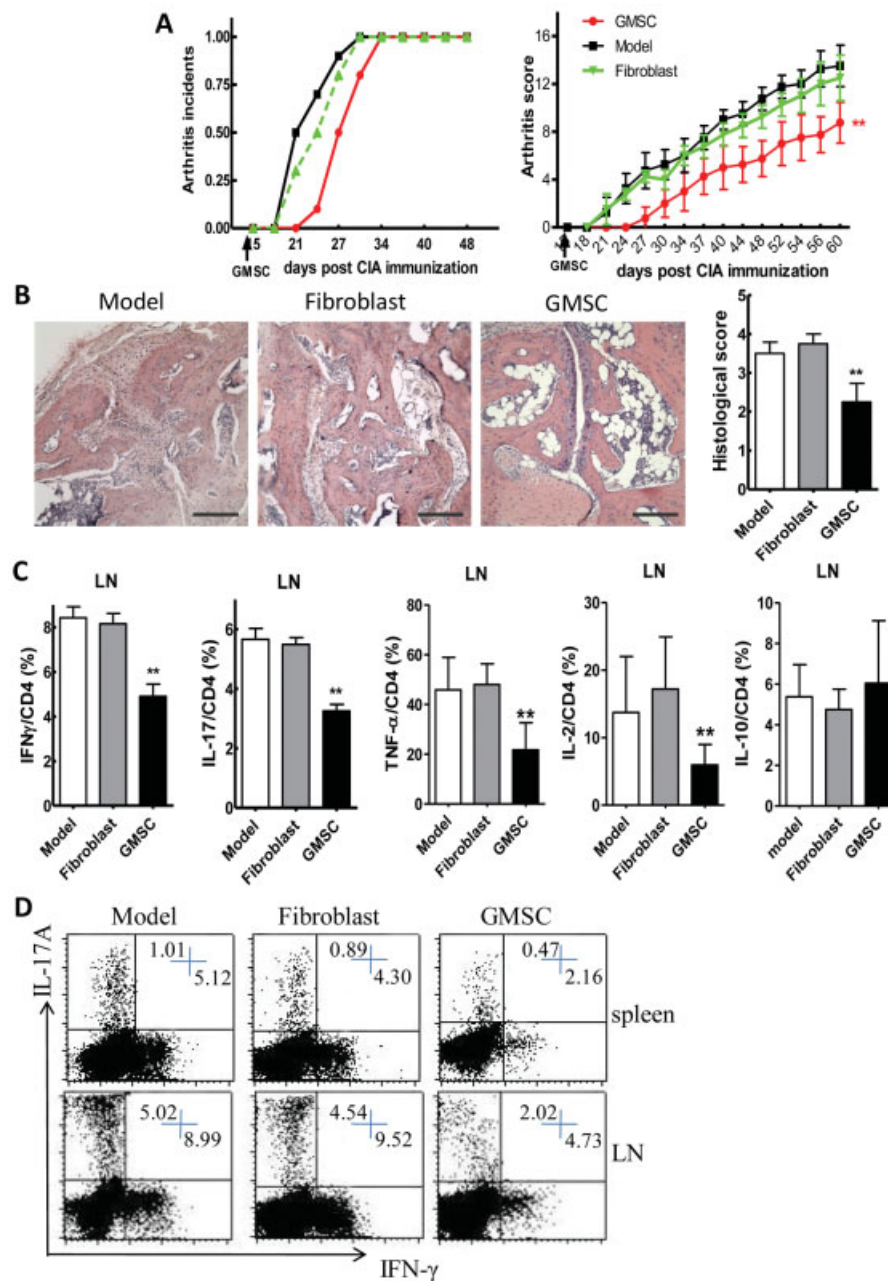 A
Arthritis incidents
1.00
0.75
0.50
0.25
0.00
15 21 27 34 40 48
GMSC
days post CIA immunization
GMSC
Model
Fibroblast
Arthritis score
16
12
8
4
0
**
18 21 24 27 30 34 37 40 44 48 52 54 56 60
GMSC
days post CIA immunization
B
Model Fibroblast GMSC
Histological score
5
4
3
2
1
0
**
Model Fibroblast GMSC
C
LN
IFNγ/CD4 (%)
8
6
4
2
0
**
Model Fibroblast GMSC
LN
IL-17/CD4 (%)
6
4
2
0
**
Model Fibroblast GMSC
LN
TNF-α/CD4 (%)
80
60
40
20
0
**
Model Fibroblast GMSC
LN
IL-2/CD4 (%)
30
20
10
0
**
Model Fibroblast GMSC
LN
IL-10/CD4 (%)
10
8
6
4
2
0
model Fibroblast GMSC
D
Model Fibroblast GMSC
IL-17A
1.01
5.12
0.89
4.30
0.47
2.16
spleen
5.02
8.99
4.54
9.52
2.02
4.73
LN
IFN-γ